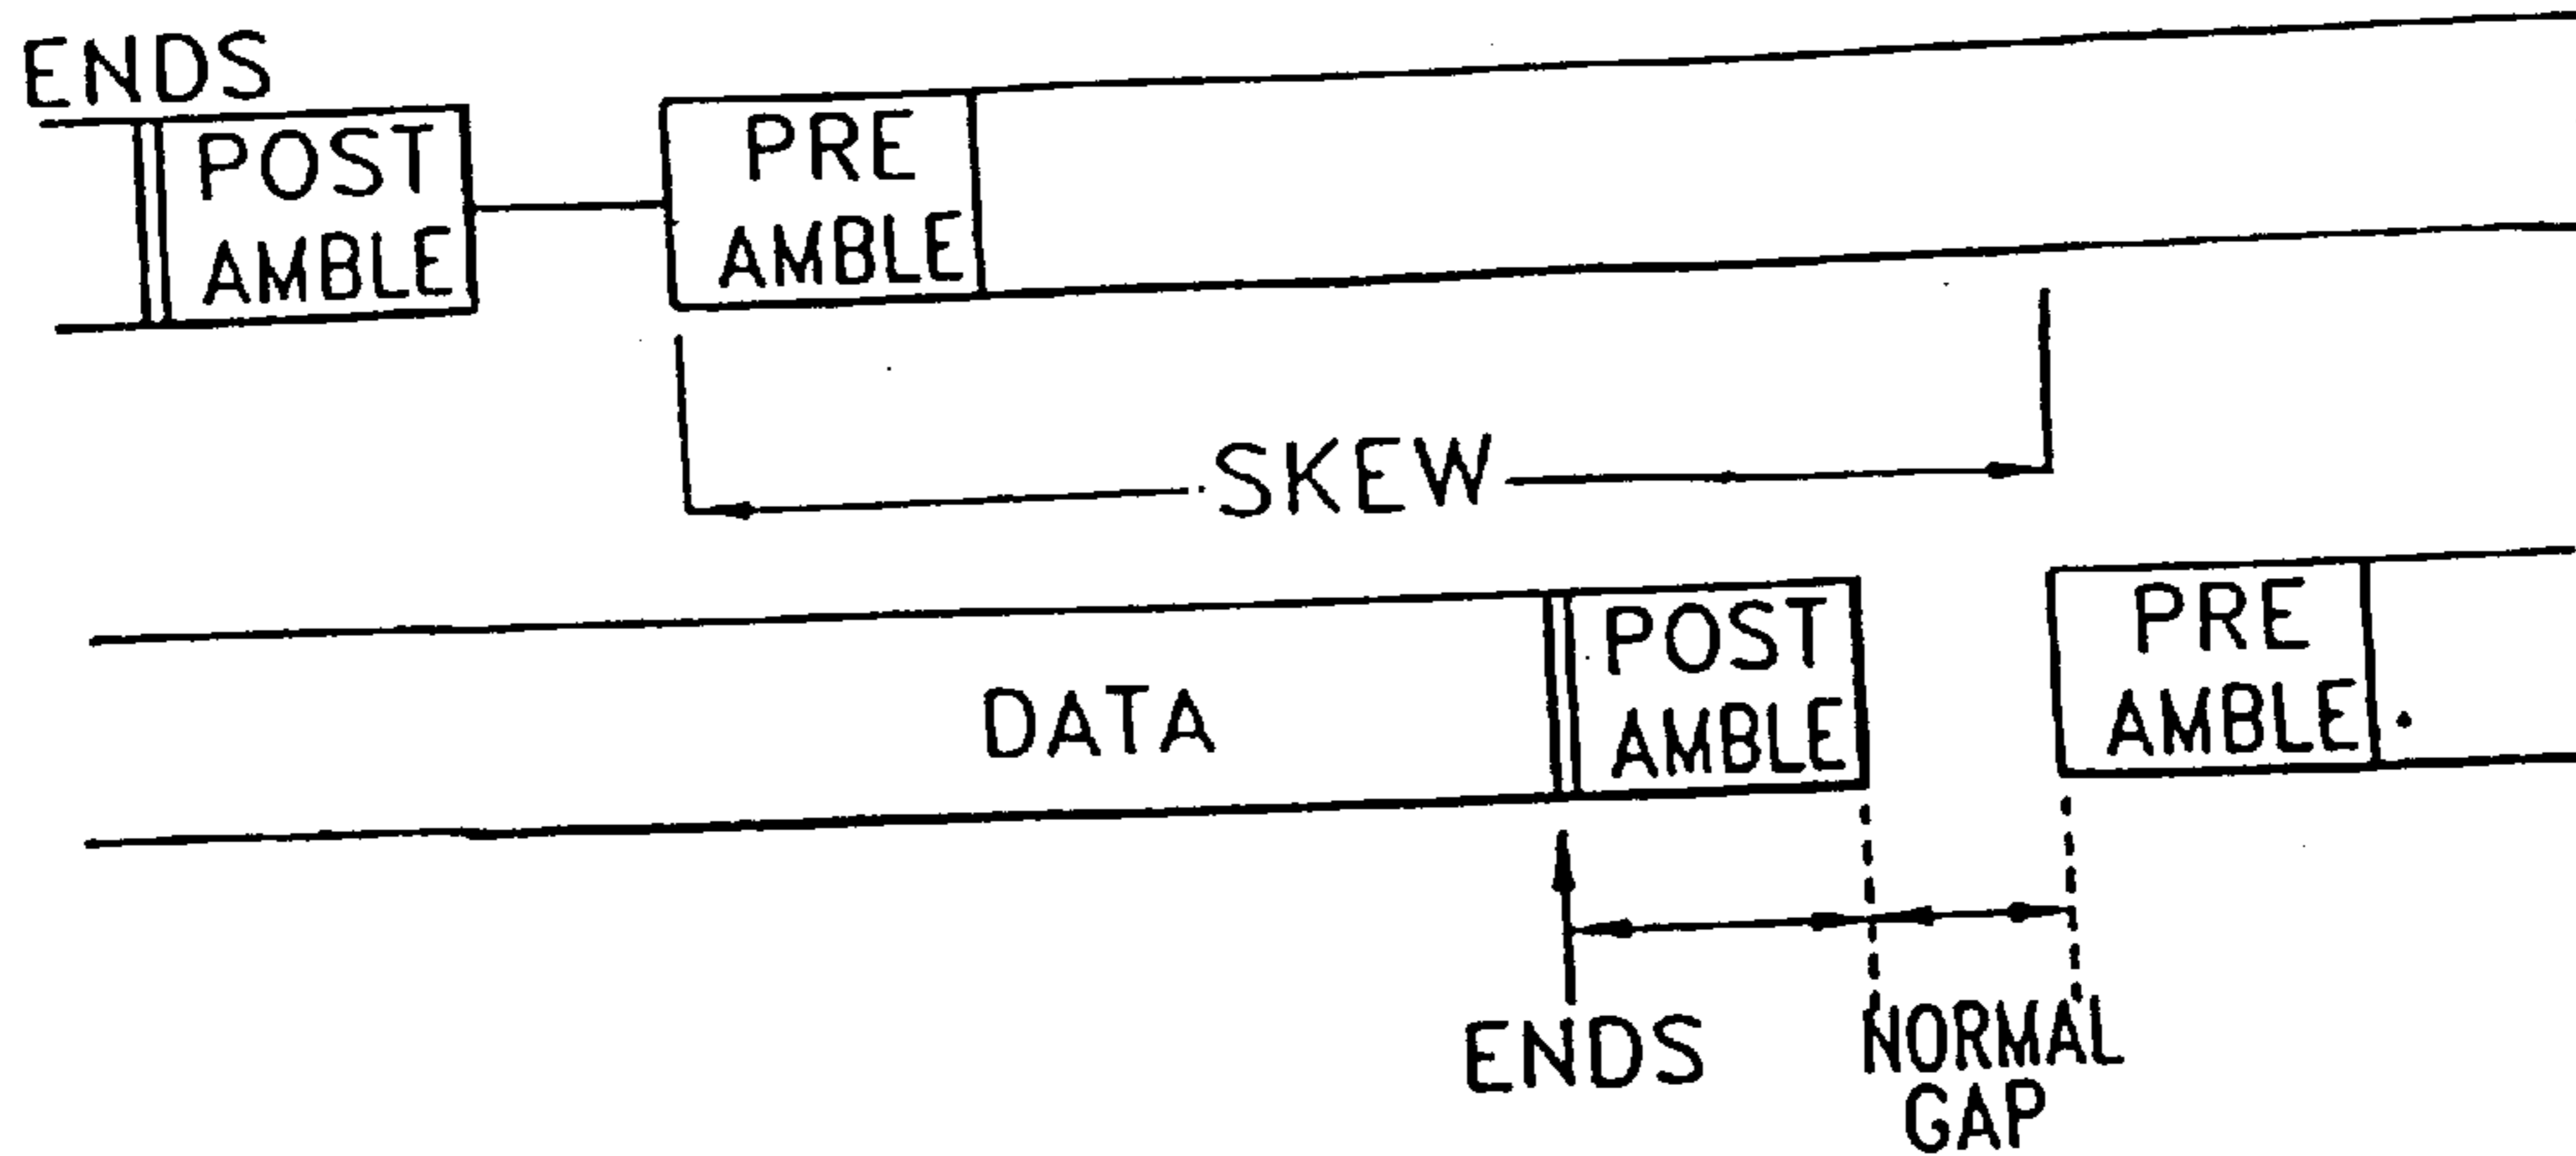 ENDS
POST
AMBLE
PRE
AMBLE
SKEW
DATA
POST
AMBLE
PRE
AMBLE
ENDS
NORMAL
GAP